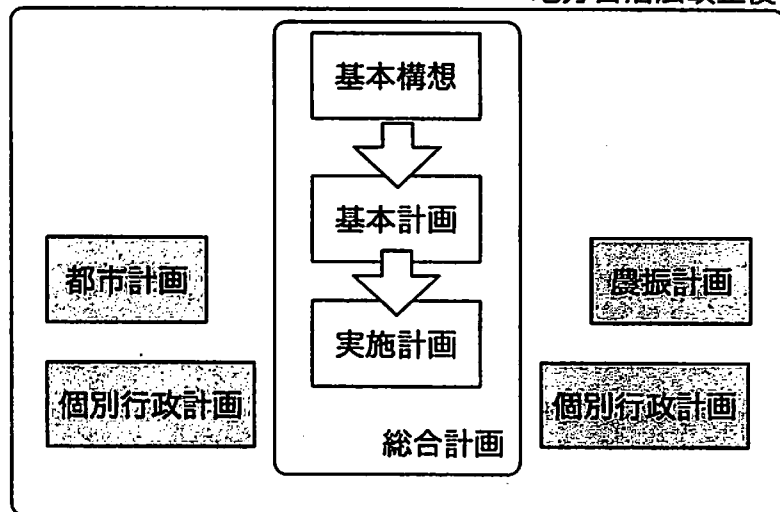 基本構想
基本計画
実施計画
総合計画
都市計画
個別行政計画
農振計画
個別行政計画